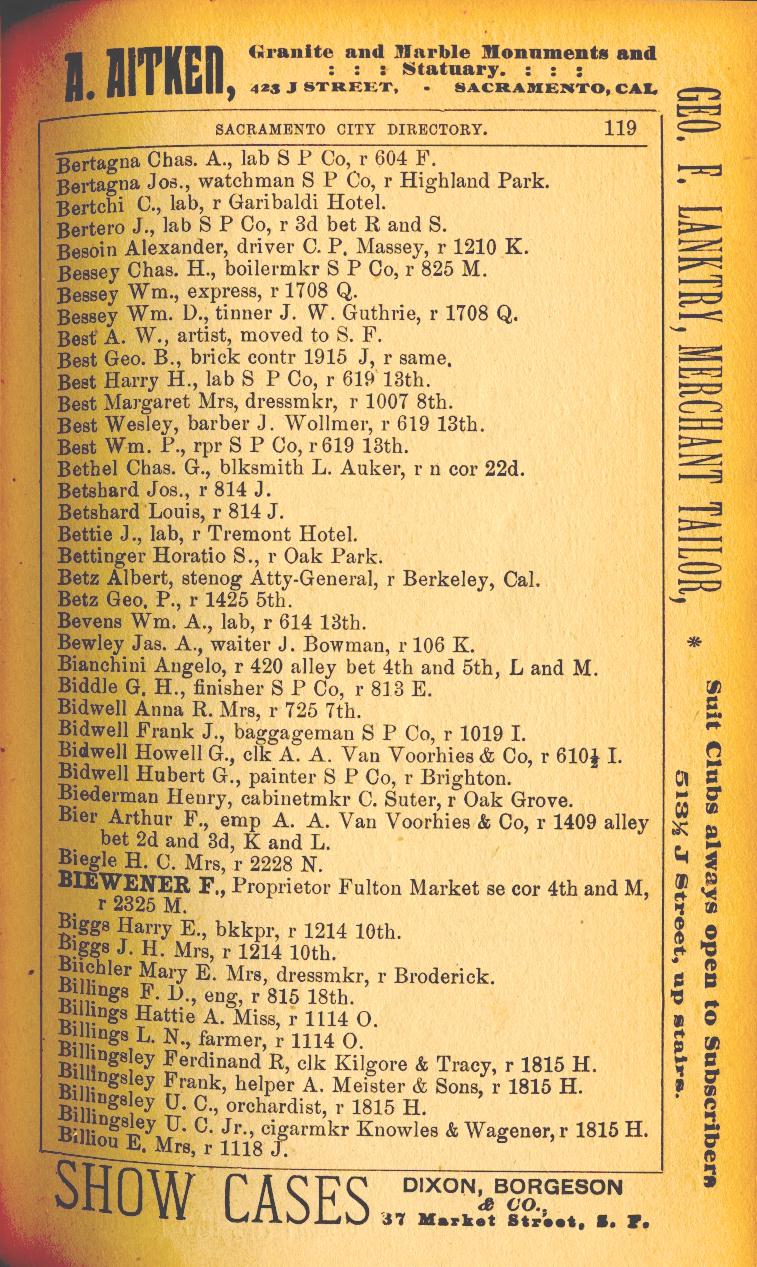 A. AITKEN,
Granite and Marble Monuments and
: : : Statuary. : : :
423 J STREET, - SACRAMENTO, CAL
SACRAMENTO CITY DIRECTORY. 119
Bertagna Chas. A., lab S P Co, r 604 F.
Bertagna Jos., watchman S P Co, r Highland Park.
Bertchi C., lab, r Garibaldi Hotel.
Bertero J., lab S P Co, r 3d bet R and S.
Besoin Alexander, driver C. P. Massey, r 1210 K.
Bessey Chas. H., boilermkr S P Co, r 825 M.
Bessey Wm., express, r 1708 Q.
Bessey Wm. D., tinner J. W. Guthrie, r 1708 Q.
Best A. W., artist, moved to S. F.
Best Geo. B., brick contr 1915 J, r same.
Best Harry H., lab S P Co, r 619 13th.
Best Margaret Mrs, dressmkr, r 1007 8th.
Best Wesley, barber J. Wollmer, r 619 13th.
Best Wm. P., rpr S P Co, r 619 13th.
Bethel Chas. G., blksmith L. Auker, r n cor 22d.
Betshard Jos., r 814 J.
Betshard Louis, r 814 J.
Bettie J., lab, r Tremont Hotel.
Bettinger Horatio S., r Oak Park.
Betz Albert, stenog Atty-General, r Berkeley, Cal.
Betz Geo. P., r 1425 5th.
Bevens Wm. A., lab, r 614 13th.
Bewley Jas. A., waiter J. Bowman, r 106 K.
Bianchini Angelo, r 420 alley bet 4th and 5th, L and M.
Biddle G. H., finisher S P Co, r 813 E.
Bidwell Anna R. Mrs, r 725 7th.
Bidwell Frank J., baggageman S P Co, r 1019 I.
Bidwell Howell G., clk A. A. Van Voorhies & Co, r 610½ I.
Bidwell Hubert G., painter S P Co, r Brighton.
Biederman Henry, cabinetmkr C. Suter, r Oak Grove.
Bier Arthur F., emp A. A. Van Voorhies & Co, r 1409 alley
bet 2d and 3d, K and L.
Biegle H. C. Mrs, r 2228 N.
BIEWENER F., Proprietor Fulton Market se cor 4th and M,
r 2325 M.
Biggs Harry E., bkkpr, r 1214 10th.
Biggs J. H. Mrs, r 1214 10th.
Biichler Mary E. Mrs, dressmkr, r Broderick.
Billings F. D., eng, r 815 18th.
Billings Hattie A. Miss, r 1114 O.
Billings L. N., farmer, r 1114 O.
Billingsley Ferdinand R, clk Kilgore & Tracy, r 1815 H.
Billingsley Frank, helper A. Meister & Sons, r 1815 H.
Billingsley U. C., orchardist, r 1815 H.
Billingsley U. C. Jr., cigarmkr Knowles & Wagener, r 1815 H.
Billiou E. Mrs, r 1118 J.
SHOW CASES
DIXON, BORGESON
& CO.,
37 Market Street, S. F.
GEO. F. LANKTRY, MERCHANT TAILOR, *
Suit Clubs always open to Subscribers
513½ J Street, up stairs.